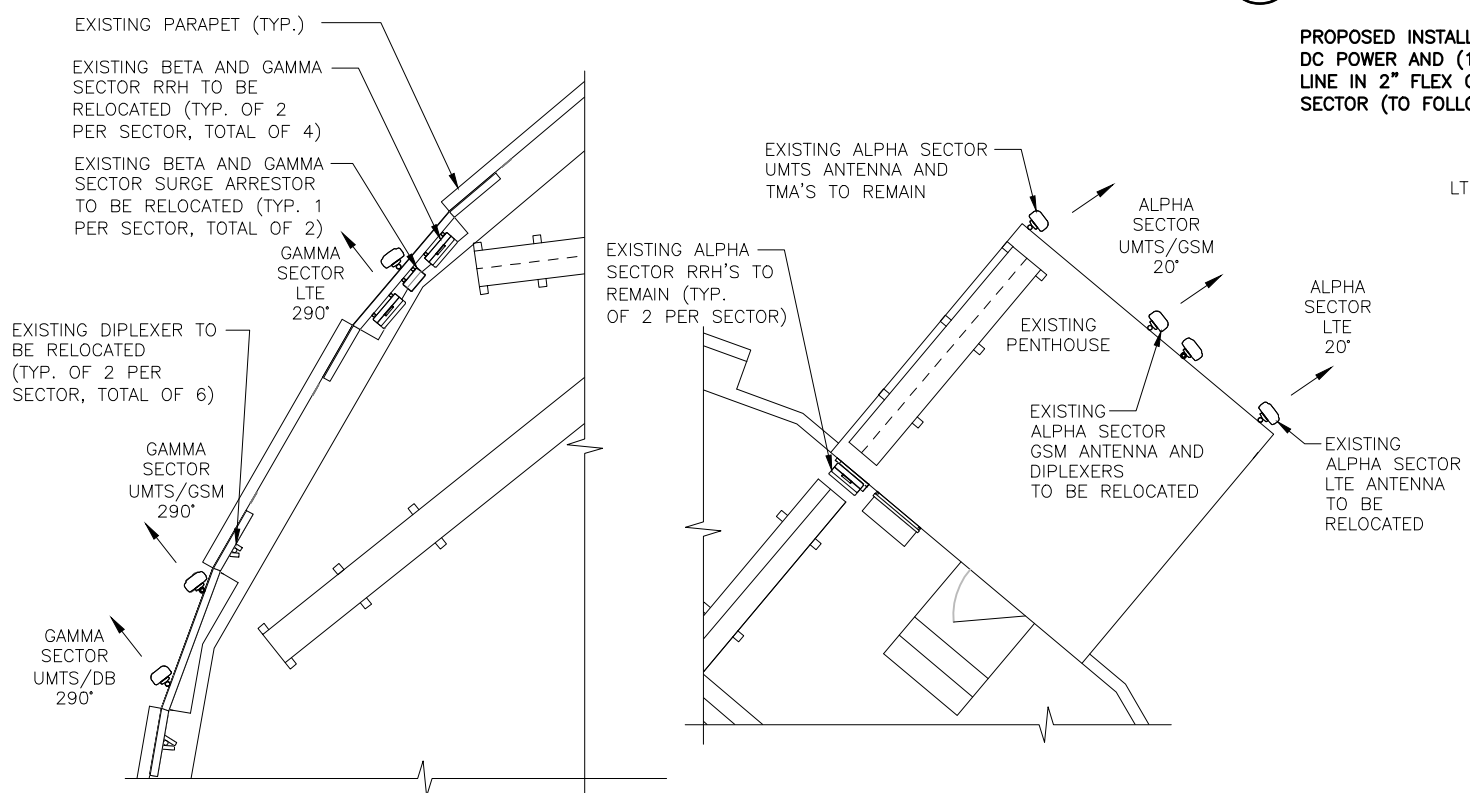 EXISTING PARAPET (TYP.)
EXISTING BETA AND GAMMA
SECTOR RRH TO BE
RELOCATED (TYP. OF 2
PER SECTOR, TOTAL OF 4)
EXISTING BETA AND GAMMA
SECTOR SURGE ARRESTOR
TO BE RELOCATED (TYP. 1
PER SECTOR, TOTAL OF 2)
GAMMA
SECTOR
LTE
290°
EXISTING DIPLEXER TO
BE RELOCATED
(TYP. OF 2 PER
SECTOR, TOTAL OF 6)
GAMMA
SECTOR
UMTS/GSM
290°
GAMMA
SECTOR
UMTS/DB
290°
EXISTING ALPHA SECTOR
UMTS ANTENNA AND
TMA'S TO REMAIN
EXISTING ALPHA
SECTOR RRH'S TO
REMAIN (TYP.
OF 2 PER SECTOR)
EXISTING
PENTHOUSE
ALPHA
SECTOR
UMTS/GSM
20°
ALPHA
SECTOR
LTE
20°
EXISTING
ALPHA SECTOR
GSM ANTENNA AND
DIPLEXERS
TO BE RELOCATED
EXISTING
ALPHA SECTOR
LTE ANTENNA
TO BE
RELOCATED
PROPOSED INSTALL
DC POWER AND (1
LINE IN 2" FLEX
SECTOR (TO FOLLO
LT